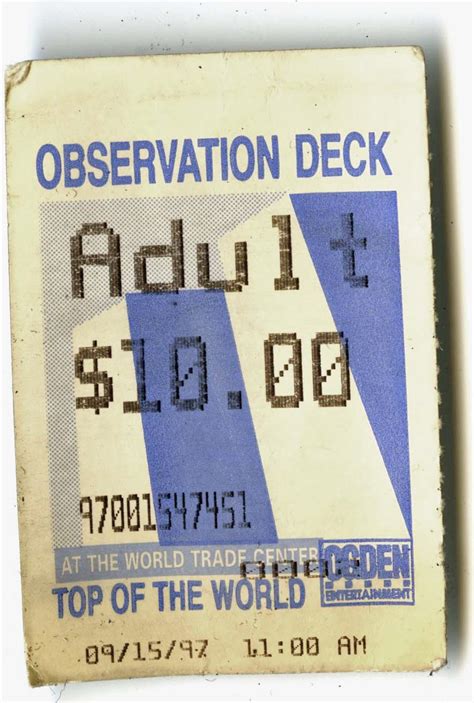 OBSERVATION DECK
Adult
$10.00
97001547451
AT THE WORLD TRADE CENTER
OGDEN
ENTERTAINMENT
TOP OF THE WORLD
09/15/97 11:00 AM